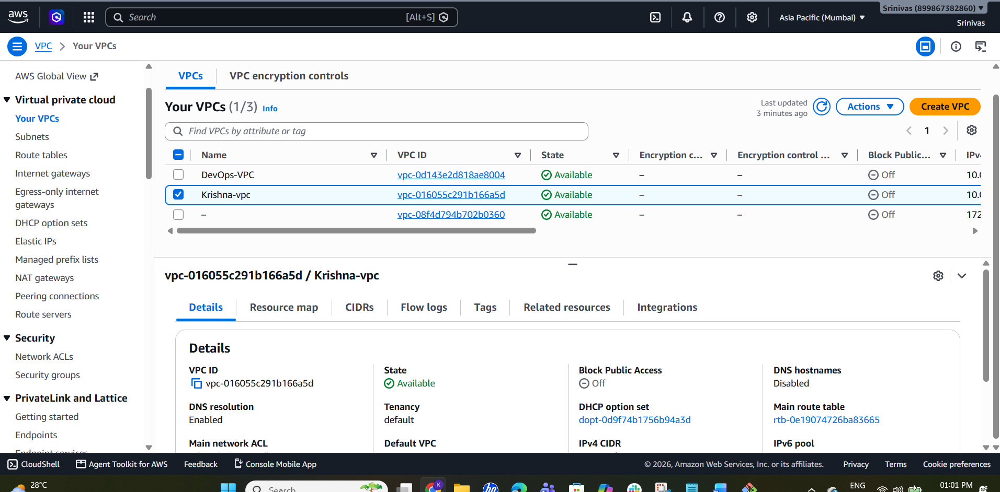 aws
Search
[Alt+S]
Asia Pacific (Mumbai)
Srinivas (899867382860)
Srinivas
VPC
Your VPCs
AWS Global View
Virtual private cloud
Your VPCs
Subnets
Route tables
Internet gateways
Egress-only internet
gateways
DHCP option sets
Elastic IPs
Managed prefix lists
NAT gateways
Peering connections
Route servers
Security
Network ACLs
Security groups
PrivateLink and Lattice
Getting started
Endpoints
Endpoint services
VPCs
VPC encryption controls
Your VPCs (1/3) Info
Last updated
3 minutes ago
Actions
Create VPC
Find VPCs by attribute or tag
1
Name VPC ID State Encryption c... Encryption control ... Block Public...
DevOps-VPC vpc-0d143e2d818ae8004 Available – – Off
Krishna-vpc vpc-016055c291b166a5d Available – – Off
– vpc-08f4d794b702b0360 Available – – Off 172
vpc-016055c291b166a5d / Krishna-vpc
Details
Resource map
CIDRs
Flow logs
Tags
Related resources
Integrations
Details
VPC ID
vpc-016055c291b166a5d
State
Available
Block Public Access
Off
DNS hostnames
Disabled
DNS resolution
Enabled
Tenancy
default
DHCP option set
dopt-0d9f74b1756b94a3d
Main route table
rtb-0e19074726ba83665
Main network ACL
Default VPC
IPv4 CIDR
IPv6 pool
CloudShell
Agent Toolkit for AWS
Feedback
Console Mobile App
© 2026, Amazon Web Services, Inc. or its affiliates.
Privacy
Terms
Cookie preferences
28°C
Search
K
hp
ENG
01:01 PM